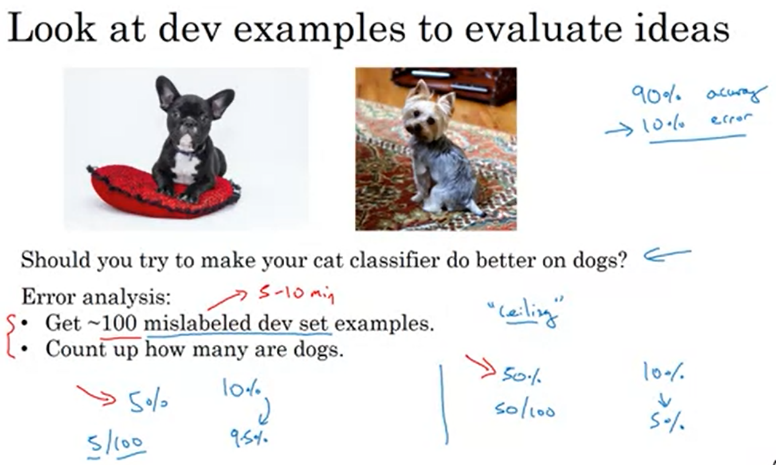 Look at dev examples to evaluate ideas
90% accuracy
→ 10% error
Should you try to make your cat classifier do better on dogs? ←
Error analysis:
→ 5-10 min
• Get ~100 mislabeled dev set examples.
"ceiling"
• Count up how many are dogs.
→ 5%
10%
5/100
↓
9.5%
→ 50%
10%
50/100
↓
5%